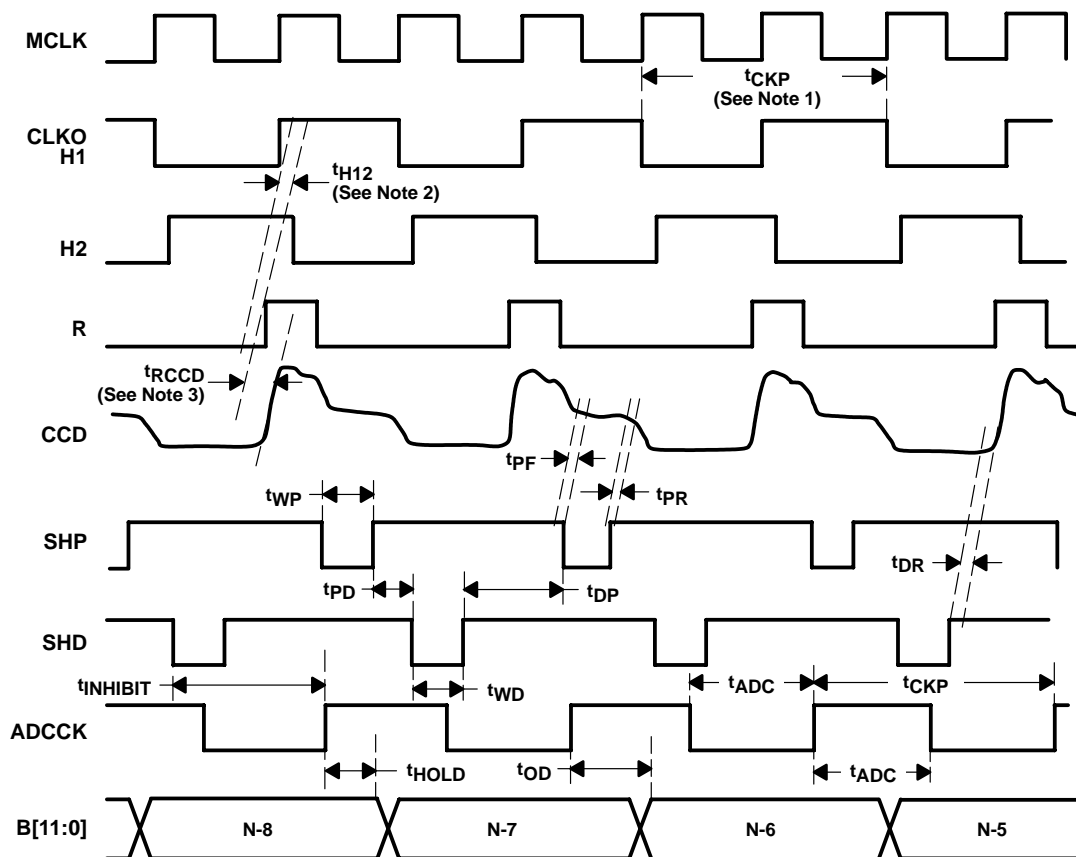 MCLK
tCKP
(See Note 1)
CLKO
H1
tH12
(See Note 2)
H2
R
tRCCD
(See Note 3)
CCD
tPF
tPR
tWP
SHP
tDR
tPD
tDP
SHD
tINHIBIT
tWD
tADC
tCKP
ADCCK
tHOLD
tOD
tADC
B[11:0]
N-8
N-7
N-6
N-5